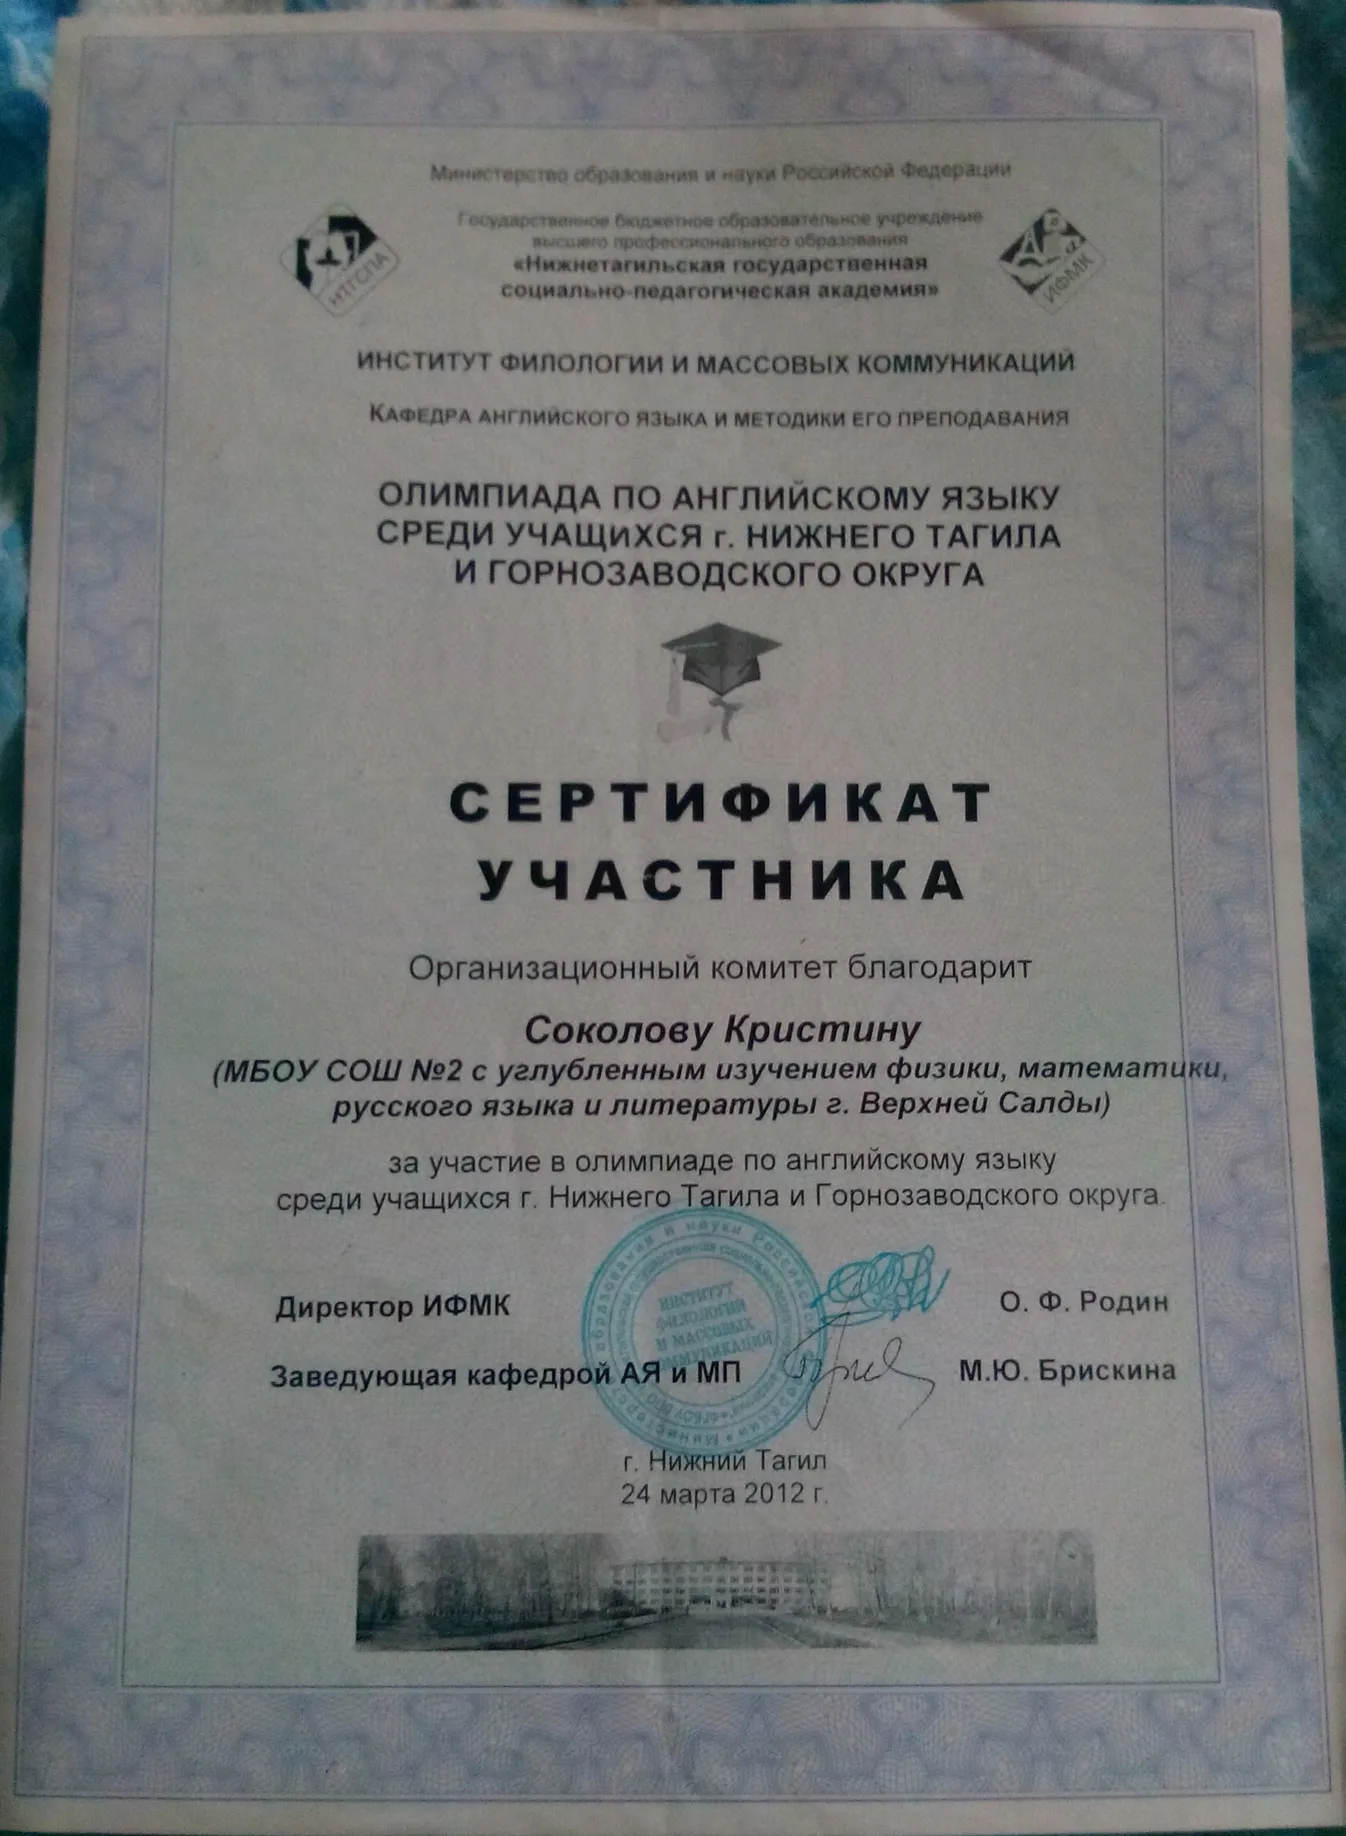 Министерство образования и науки Российской Федерации
Государственное бюджетное образовательное учреждение
высшего профессионального образования
«Нижнетагильская государственная
социально-педагогическая академия»
НТГСПА
ИФМК
ИНСТИТУТ ФИЛОЛОГИИ И МАССОВЫХ КОММУНИКАЦИЙ
КАФЕДРА АНГЛИЙСКОГО ЯЗЫКА И МЕТОДИКИ ЕГО ПРЕПОДАВАНИЯ
ОЛИМПИАДА ПО АНГЛИЙСКОМУ ЯЗЫКУ
СРЕДИ УЧАЩиХСЯ г. НИЖНЕГО ТАГИЛА
И ГОРНОЗАВОДСКОГО ОКРУГА
СЕРТИФИКАТ
УЧАСТНИКА
Организационный комитет благодарит
Соколову Кристину
(МБОУ СОШ №2 с углубленным изучением физики, математики,
русского языка и литературы г. Верхней Салды)
за участие в олимпиаде по английскому языку
среди учащихся г. Нижнего Тагила и Горнозаводского округа.
Директор ИФМК
О. Ф. Родин
ИНСТИТУТ
ФИЛОЛОГИИ
И МАССОВЫХ
КОММУНИКАЦИЙ
Заведующая кафедрой АЯ и МП
М.Ю. Брискина
г. Нижний Тагил
24 марта 2012 г.